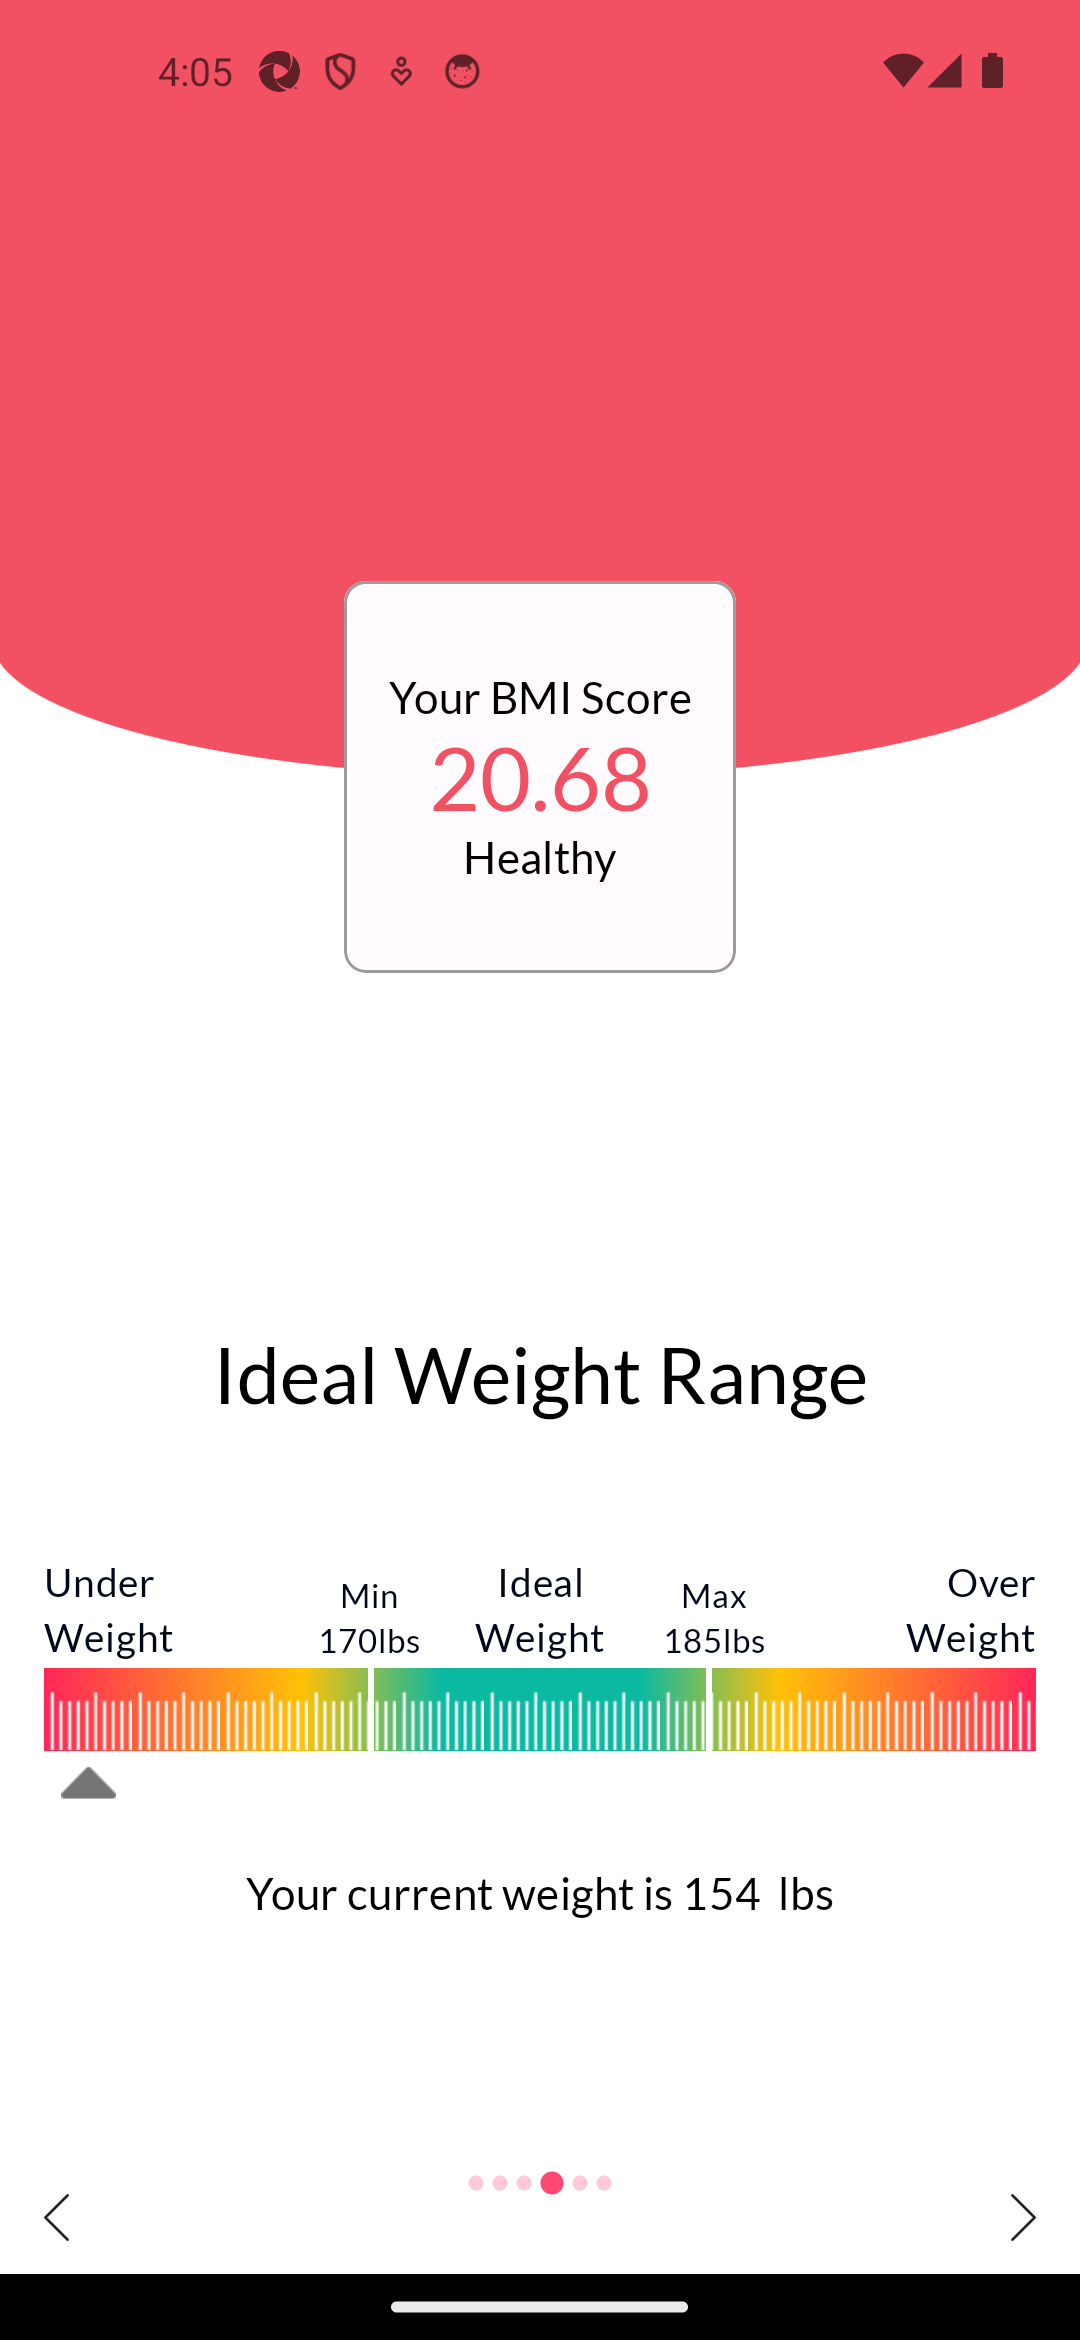 4:05
Your BMI Score
20.68
Healthy
Ideal Weight Range
Under Weight
Min 170lbs
Ideal Weight
Max 185lbs
Over Weight
Your current weight is 154 lbs